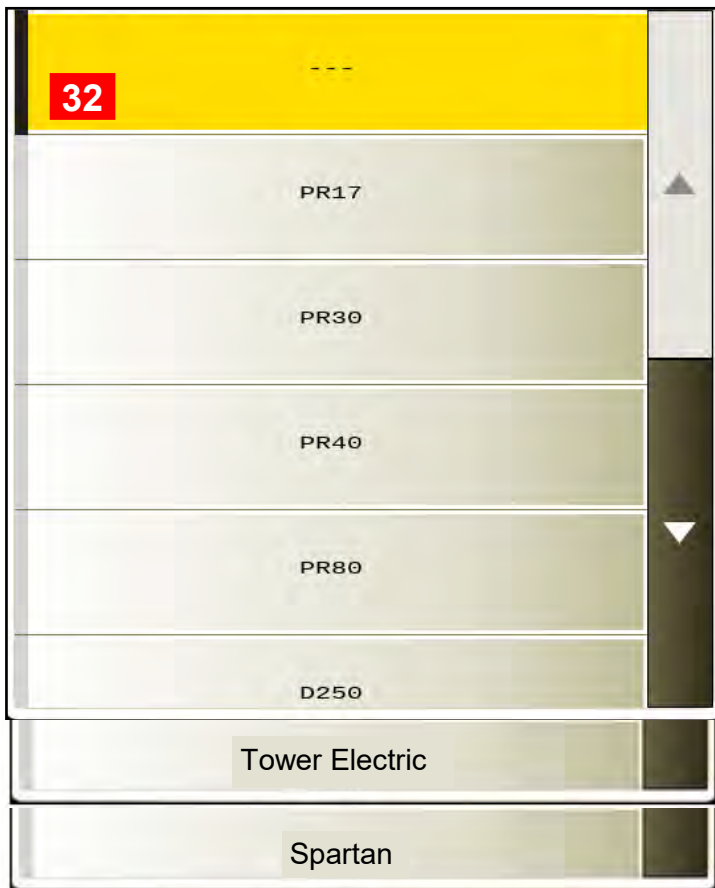 ---
32
PR17
PR30
PR40
PR80
D250
Tower Electric
Spartan